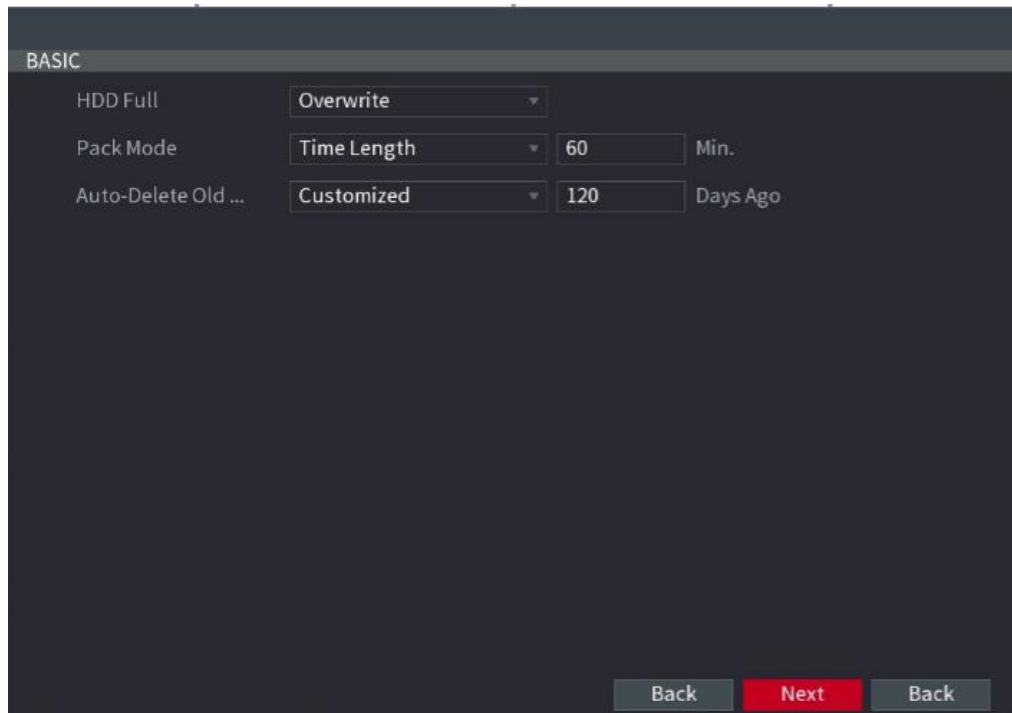 BASIC
HDD Full Overwrite
Pack Mode Time Length 60 Min.
Auto-Delete Old ... Customized 120 Days Ago
Back Next Back